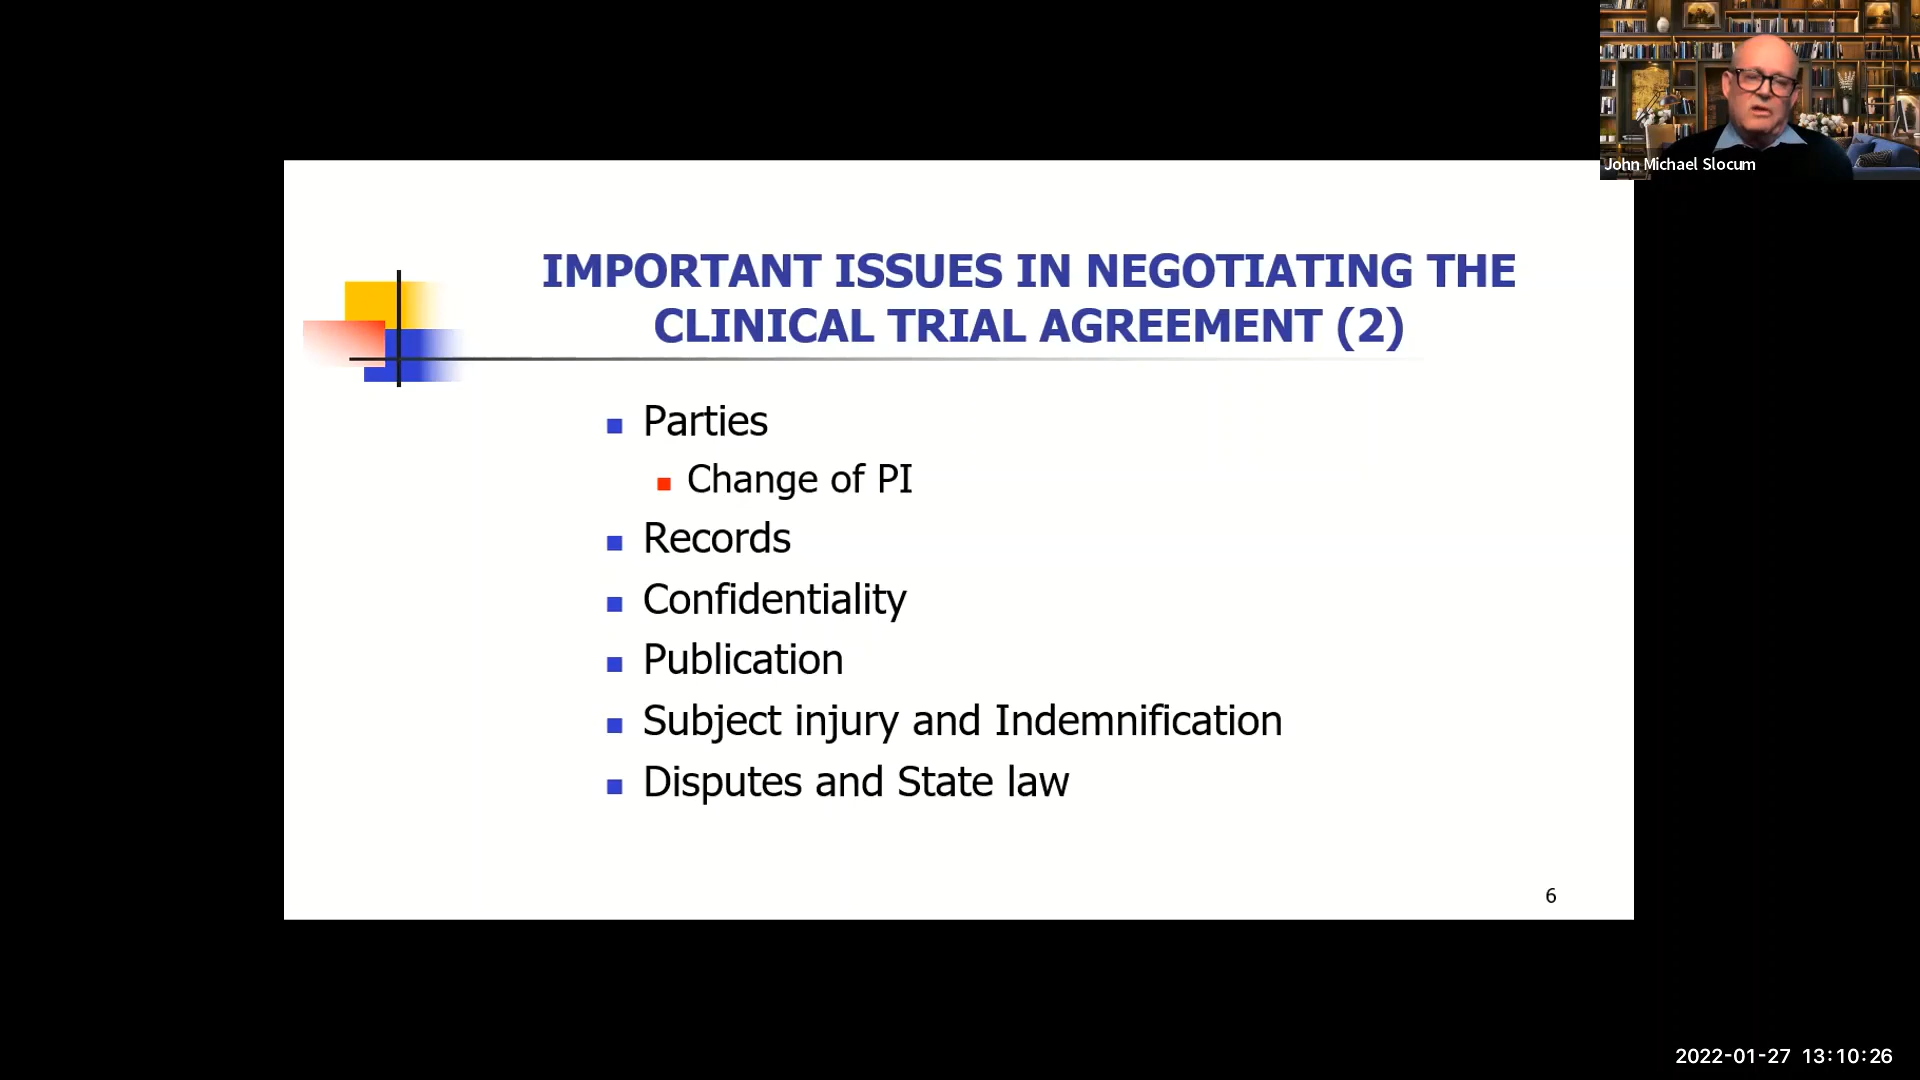 John Michael Slocum
IMPORTANT ISSUES IN NEGOTIATING THE
CLINICAL TRIAL AGREEMENT (2)
Parties
Change of PI
Records
Confidentiality
Publication
Subject injury and Indemnification
Disputes and State law
6
2022-01-27 13:10:26